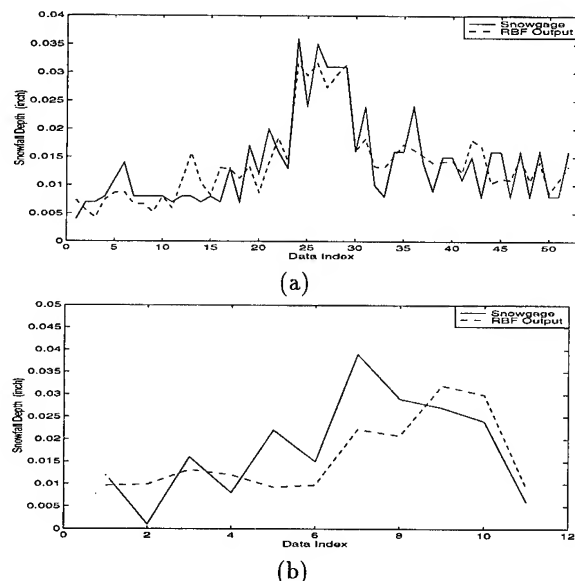 0.04
Snowgage
RBF Output
0.035
0.03
0.025
0.02
0.015
0.01
0.005
0
Snowfall Depth (inch)
0 5 10 15 20 25 30 35 40 45 50
Data Index
(a)
0.05
Snowgage
RBF Output
0.045
0.04
0.035
0.03
0.025
0.02
0.015
0.01
0.005
0
Snowfall Depth (inch)
0 2 4 6 8 10 12
Data Index
(b)